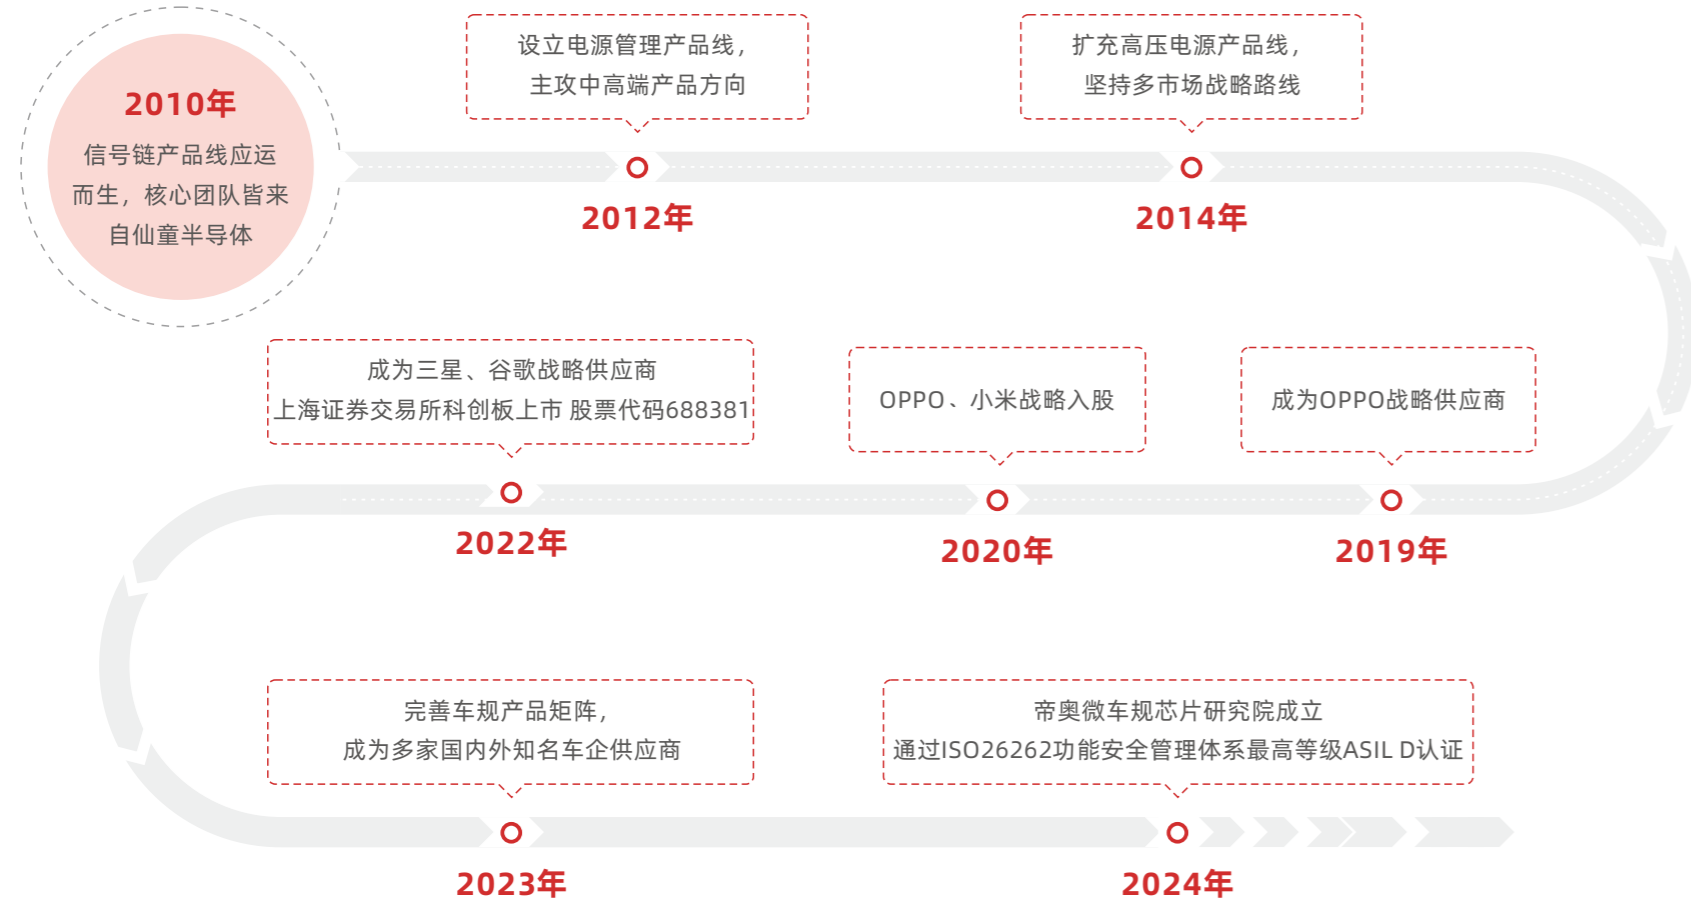 2010年
信号链产品线应运
而生，核心团队皆来
自仙童半导体
设立电源管理产品线，
主攻中高端产品方向
2012年
扩充高压电源产品线，
坚持多市场战略路线
2014年
成为OPPO战略供应商
2019年
OPPO、小米战略入股
2020年
成为三星、谷歌战略供应商
上海证券交易所科创板上市 股票代码688381
2022年
完善车规产品矩阵，
成为多家国内外知名车企供应商
2023年
帝奥微车规芯片研究院成立
通过ISO26262功能安全管理体系最高等级ASIL D认证
2024年